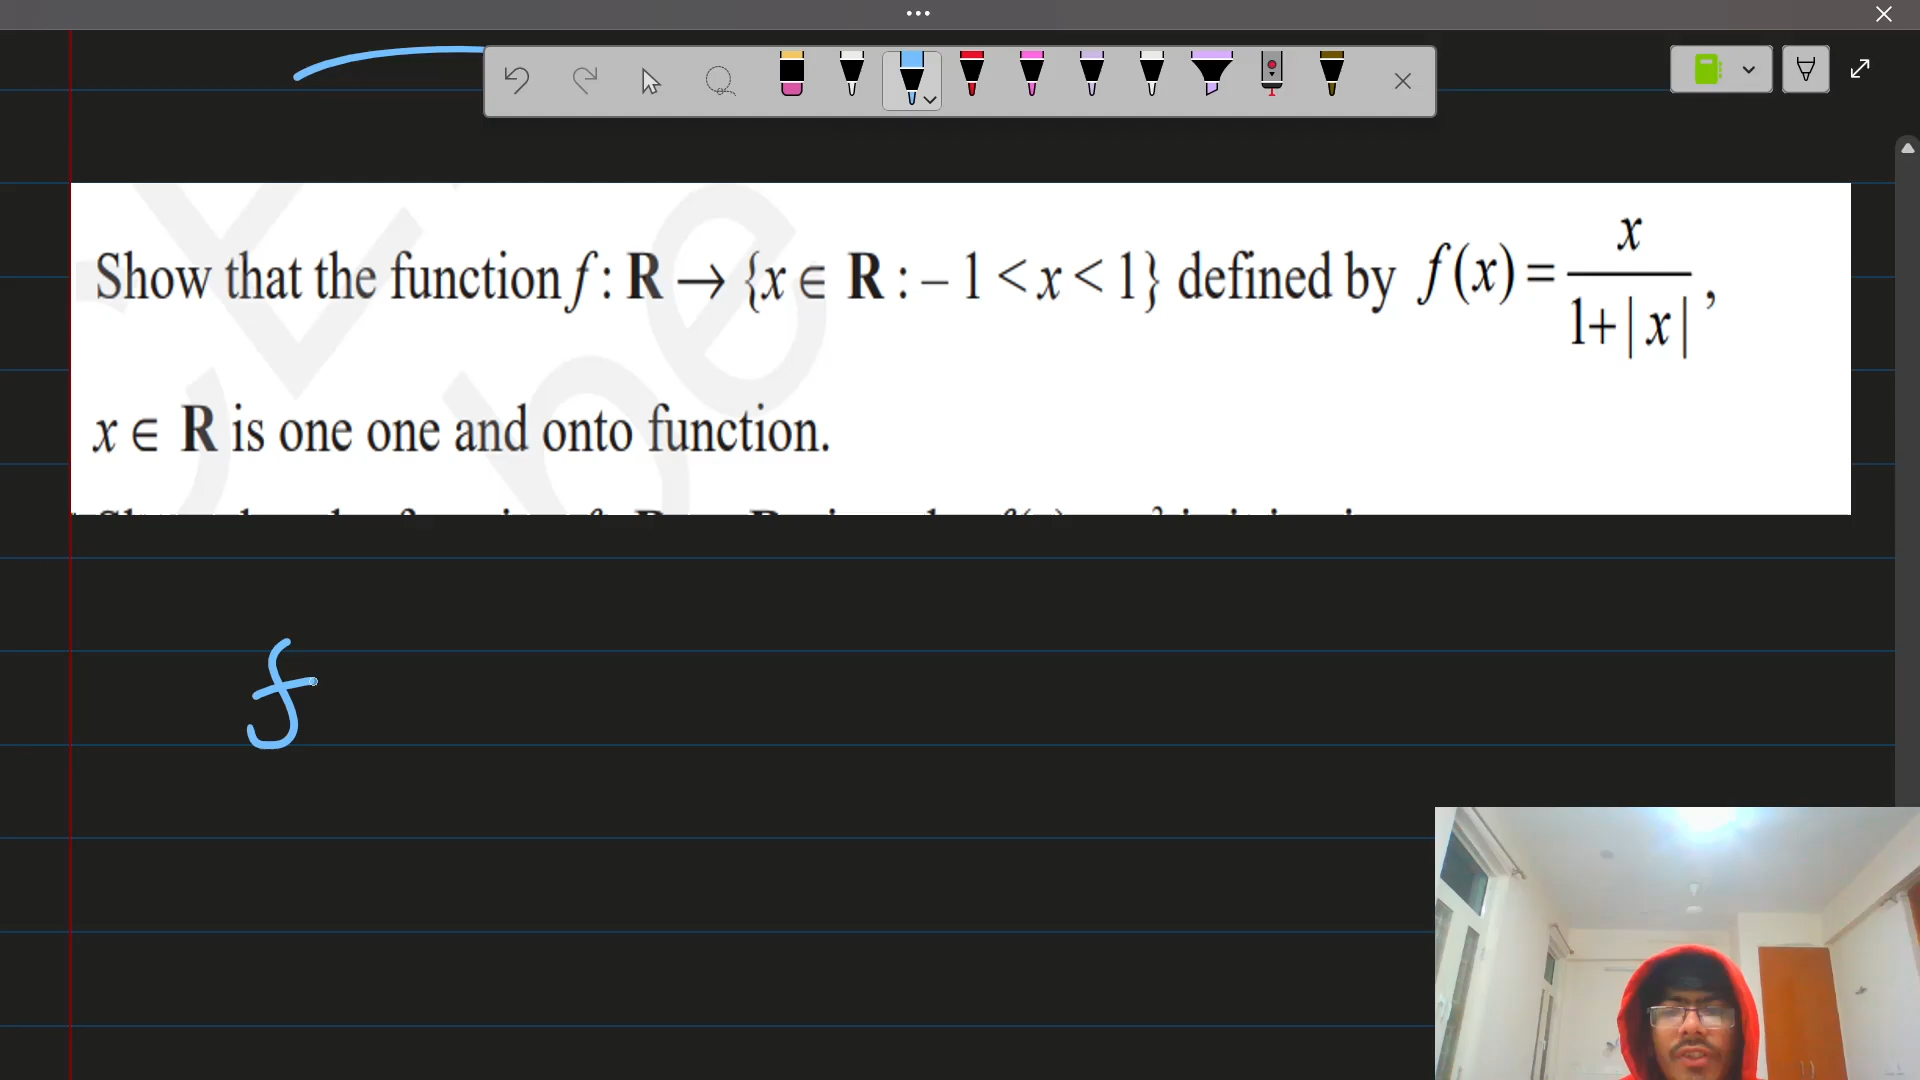 Show that the function f : R → {x ∈ R : – 1 < x < 1} defined by f(x) = x / 1+| x | ,
x ∈ R is one one and onto function.
f